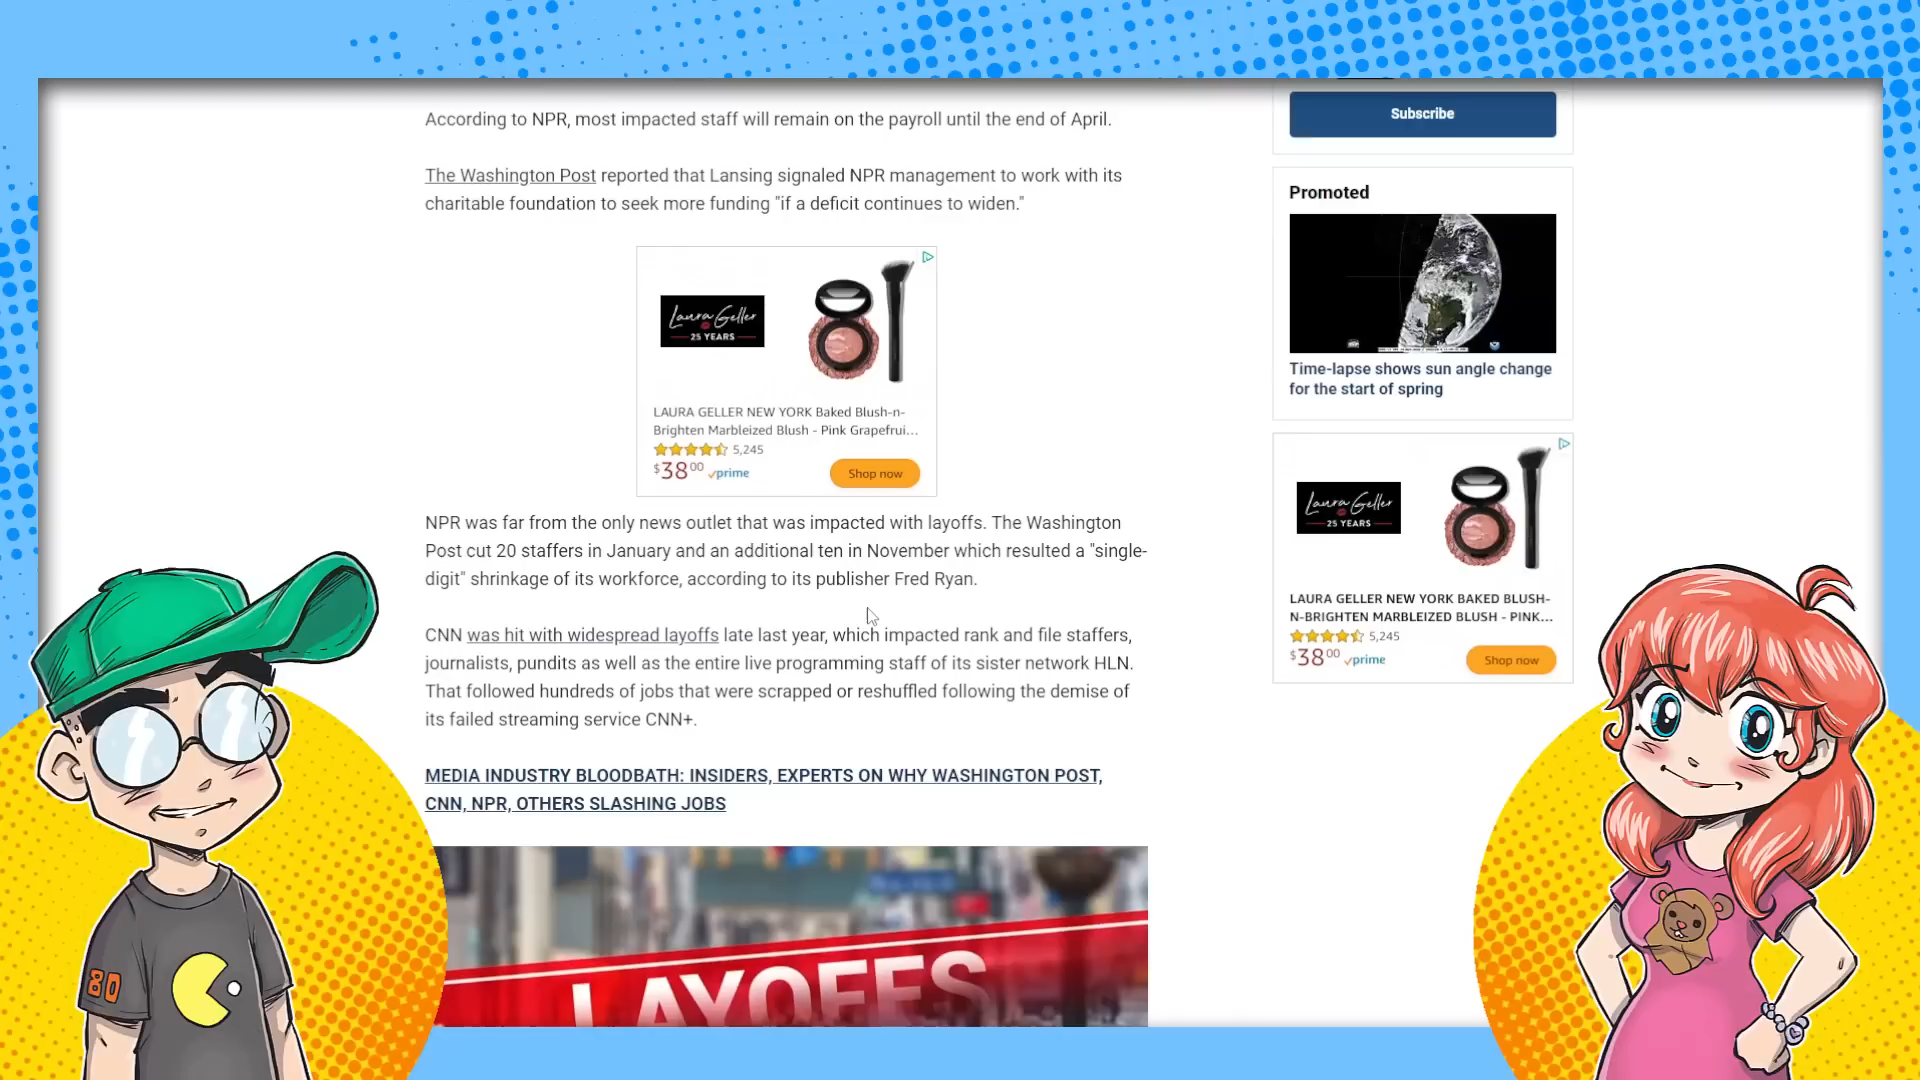 According to NPR, most impacted staff will remain on the payroll until the end of April.
The Washington Post reported that Lansing signaled NPR management to work with its
charitable foundation to seek more funding "if a deficit continues to widen."
Laura Geller
25 YEARS
LAURA GELLER NEW YORK Baked Blush-n-
Brighten Marbleized Blush - Pink Grapefrui...
5,245
$38⁰⁰ prime
Shop now
NPR was far from the only news outlet that was impacted with layoffs. The Washington
Post cut 20 staffers in January and an additional ten in November which resulted a "single-
digit" shrinkage of its workforce, according to its publisher Fred Ryan.
CNN was hit with widespread layoffs late last year, which impacted rank and file staffers,
journalists, pundits as well as the entire live programming staff of its sister network HLN.
That followed hundreds of jobs that were scrapped or reshuffled following the demise of
its failed streaming service CNN+.
MEDIA INDUSTRY BLOODBATH: INSIDERS, EXPERTS ON WHY WASHINGTON POST,
CNN, NPR, OTHERS SLASHING JOBS
LAYOFFS
Subscribe
Promoted
Time-lapse shows sun angle change
for the start of spring
Laura Geller
25 YEARS
LAURA GELLER NEW YORK BAKED BLUSH-
N-BRIGHTEN MARBLEIZED BLUSH - PINK...
5,245
$38⁰⁰ prime
Shop now
80